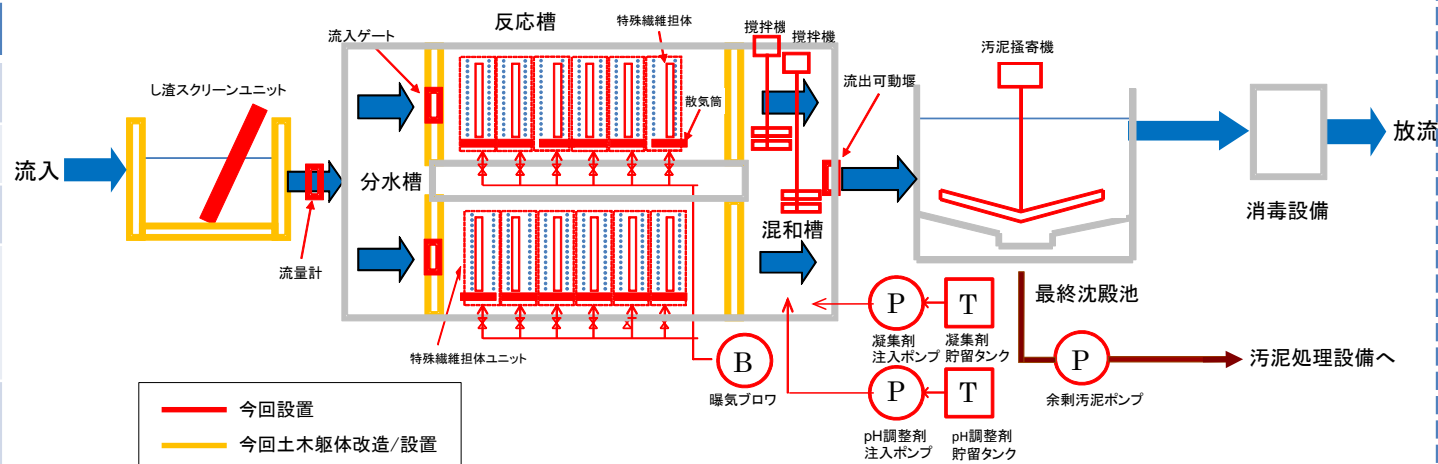 反応槽
特殊繊維担体
撹拌機
撹拌機
流入ゲート
汚泥掻寄機
し渣スクリーンユニット
散気筒
流出可動堰
流入
分水槽
放流
混和槽
消毒設備
流量計
最終沈殿池
特殊繊維担体ユニット
P
T
凝集剤
注入ポンプ
凝集剤
貯留タンク
B
曝気ブロワ
P
余剰汚泥ポンプ
汚泥処理設備へ
P
T
pH調整剤
注入ポンプ
pH調整剤
貯留タンク
今回設置
今回土木躯体改造/設置